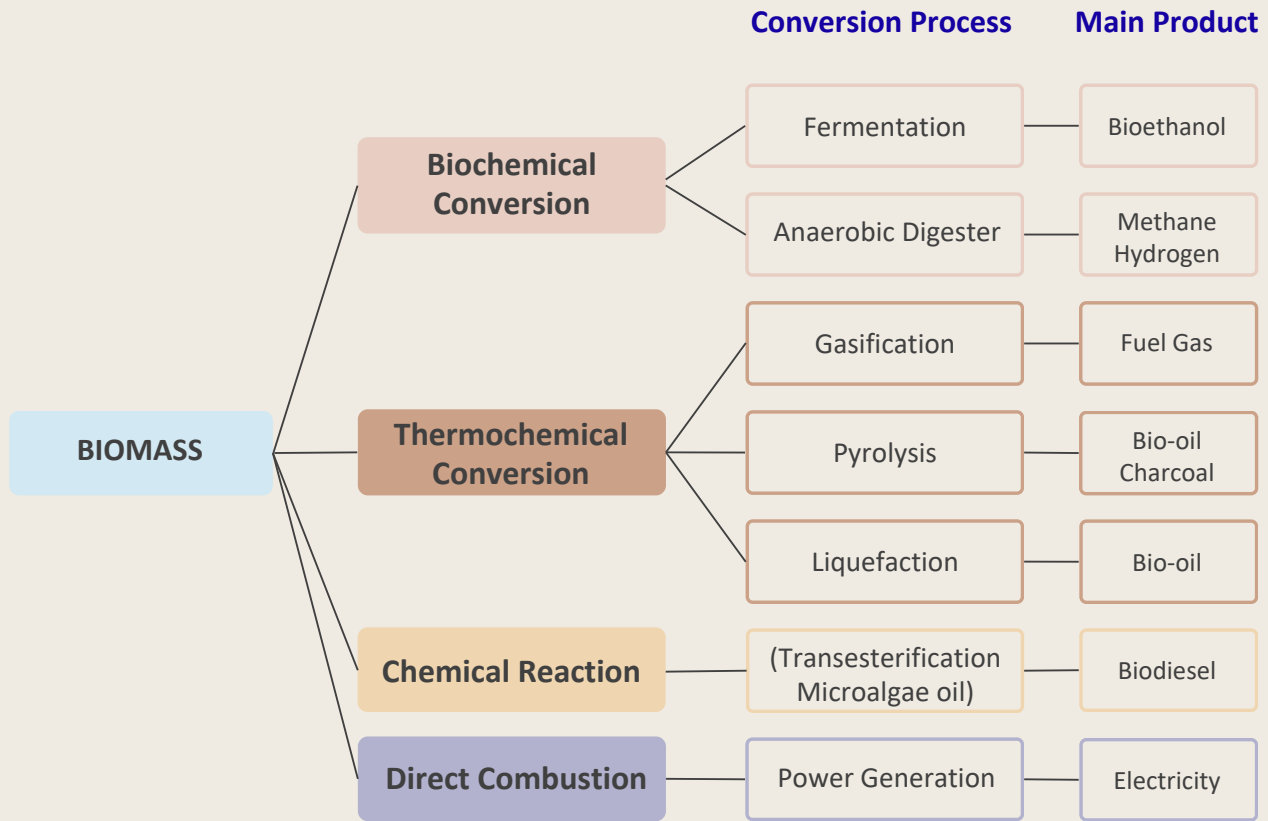 Conversion Process
Main Product
Fermentation
Bioethanol
Biochemical
Conversion
Anaerobic Digester
Methane
Hydrogen
Gasification
Fuel Gas
BIOMASS
Thermochemical
Conversion
Pyrolysis
Bio-oil
Charcoal
Liquefaction
Bio-oil
Chemical Reaction
(Transesterification
Microalgae oil)
Biodiesel
Direct Combustion
Power Generation
Electricity